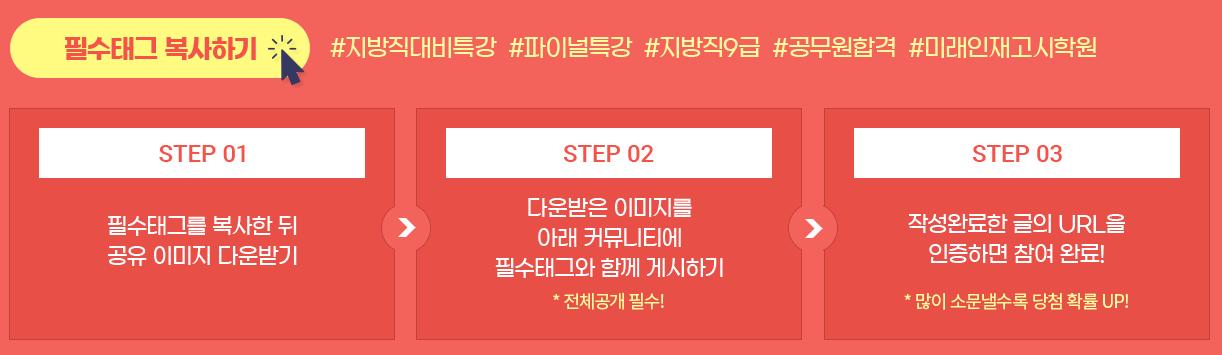 필수태그 복사하기
#지방직대비특강 #파이널특강 #지방직9급 #공무원합격 #미래인재고시학원
STEP 01
필수태그를 복사한 뒤
공유 이미지 다운받기
STEP 02
다운받은 이미지를
아래 커뮤니티에
필수태그와 함께 게시하기
* 전체공개 필수!
STEP 03
작성완료한 글의 URL을
인증하면 참여 완료!
* 많이 소문낼수록 당첨 확률 UP!